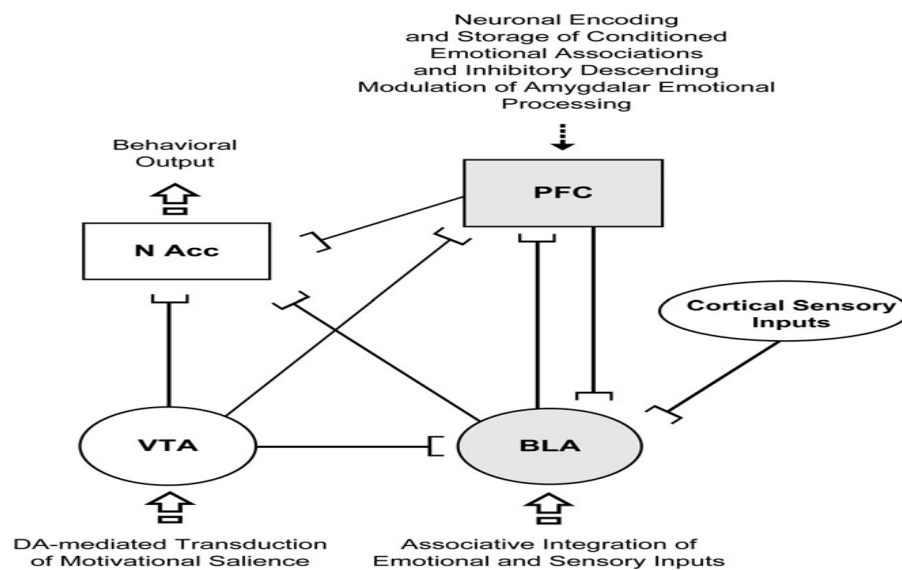 Neuronal Encoding
and Storage of Conditioned
Emotional Associations
and Inhibitory Descending
Modulation of Amygdalar Emotional
Processing
Behavioral
Output
PFC
N Acc
Cortical Sensory
Inputs
VTA
BLA
DA-mediated Transduction
of Motivational Salience
Associative Integration of
Emotional and Sensory Inputs